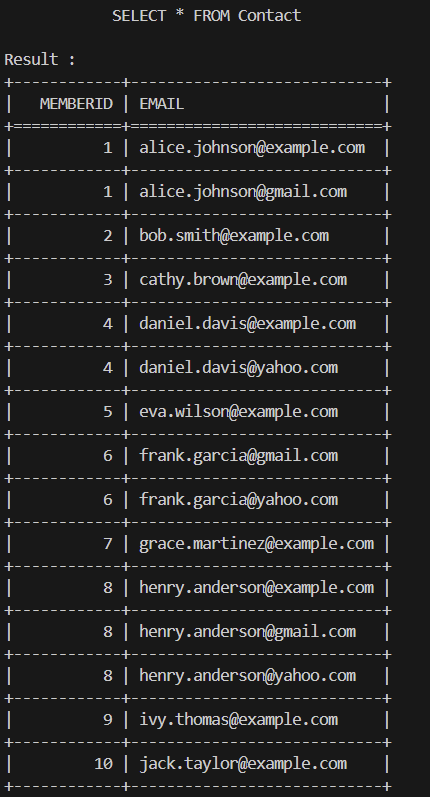 SELECT * FROM Contact
Result :
+------------+---------------------------+
|   MEMBERID | EMAIL                     |
+============+===========================+
|          1 | alice.johnson@example.com |
+------------+---------------------------+
|          1 | alice.johnson@gmail.com   |
+------------+---------------------------+
|          2 | bob.smith@example.com     |
+------------+---------------------------+
|          3 | cathy.brown@example.com   |
+------------+---------------------------+
|          4 | daniel.davis@example.com  |
+------------+---------------------------+
|          4 | daniel.davis@yahoo.com    |
+------------+---------------------------+
|          5 | eva.wilson@example.com    |
+------------+---------------------------+
|          6 | frank.garcia@gmail.com    |
+------------+---------------------------+
|          6 | frank.garcia@yahoo.com    |
+------------+---------------------------+
|          7 | grace.martinez@example.com |
+------------+---------------------------+
|          8 | henry.anderson@example.com |
+------------+---------------------------+
|          8 | henry.anderson@gmail.com  |
+------------+---------------------------+
|          8 | henry.anderson@yahoo.com  |
+------------+---------------------------+
|          9 | ivy.thomas@example.com    |
+------------+---------------------------+
|         10 | jack.taylor@example.com   |
+------------+---------------------------+